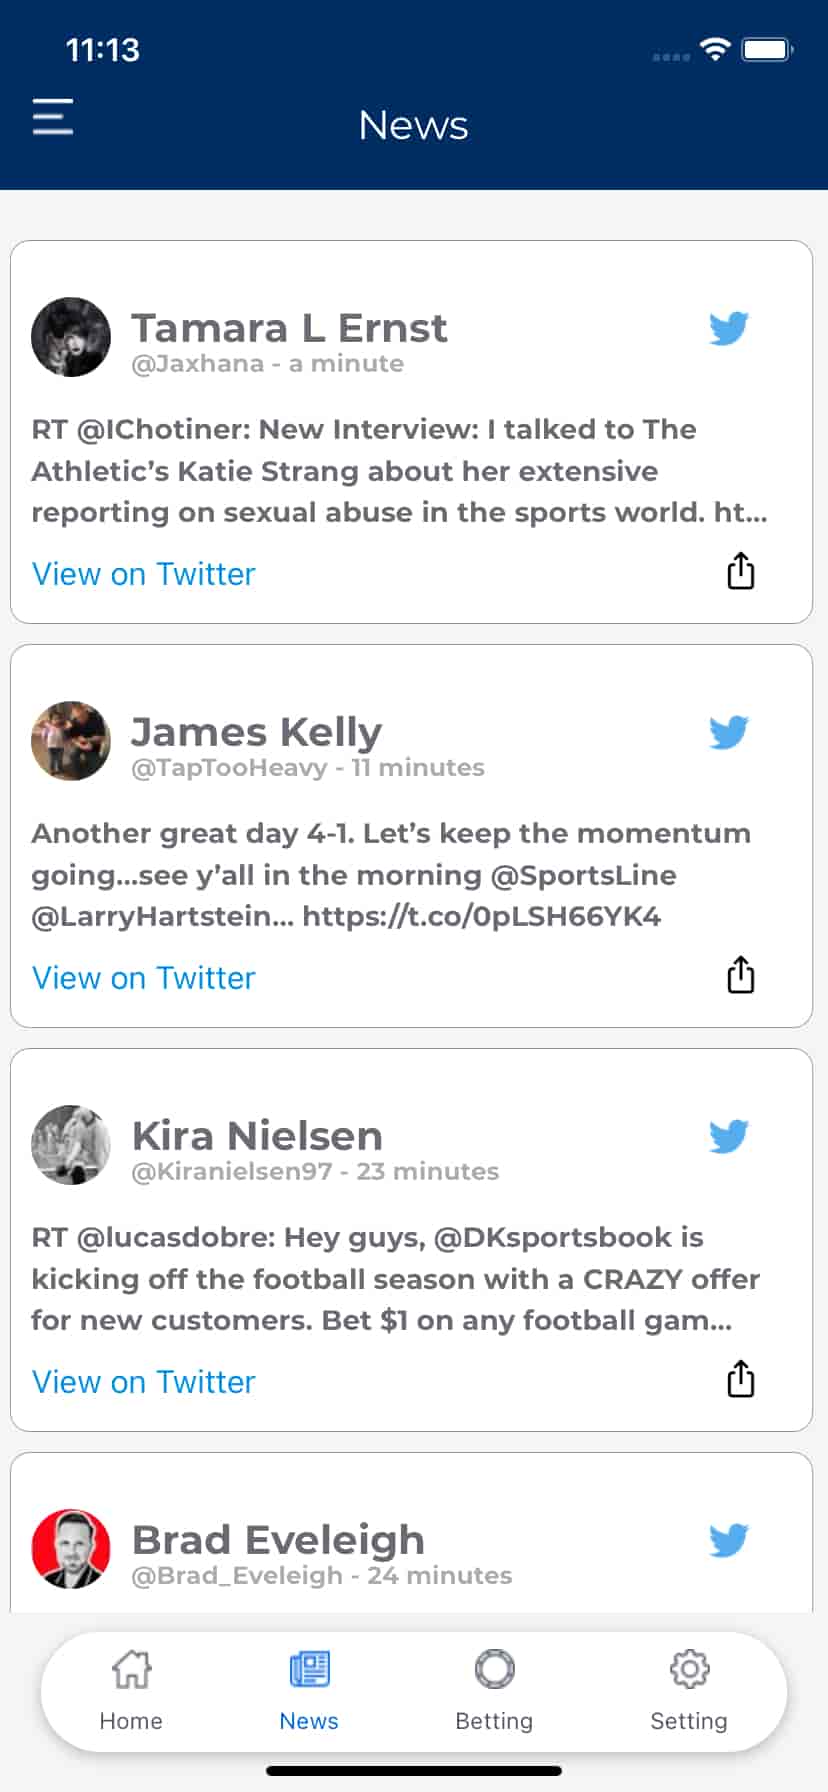 11:13
News
Tamara L Ernst
@Jaxhana - a minute
RT @IChotiner: New Interview: I talked to The
Athletic’s Katie Strang about her extensive
reporting on sexual abuse in the sports world. ht...
View on Twitter
James Kelly
@TapTooHeavy - 11 minutes
Another great day 4-1. Let’s keep the momentum
going...see y’all in the morning @SportsLine
@LarryHartstein... https://t.co/0pLSH66YK4
View on Twitter
Kira Nielsen
@Kiranielsen97 - 23 minutes
RT @lucasdobre: Hey guys, @DKsportsbook is
kicking off the football season with a CRAZY offer
for new customers. Bet $1 on any football gam...
View on Twitter
Brad Eveleigh
@Brad_Eveleigh - 24 minutes
Home News Betting Setting